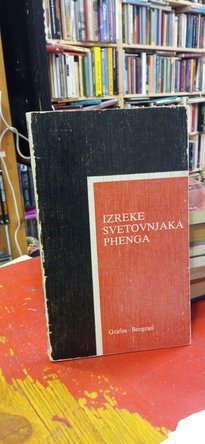 IZREKE
SVETOVNJAKA
PHENGA
Grafos - Beograd